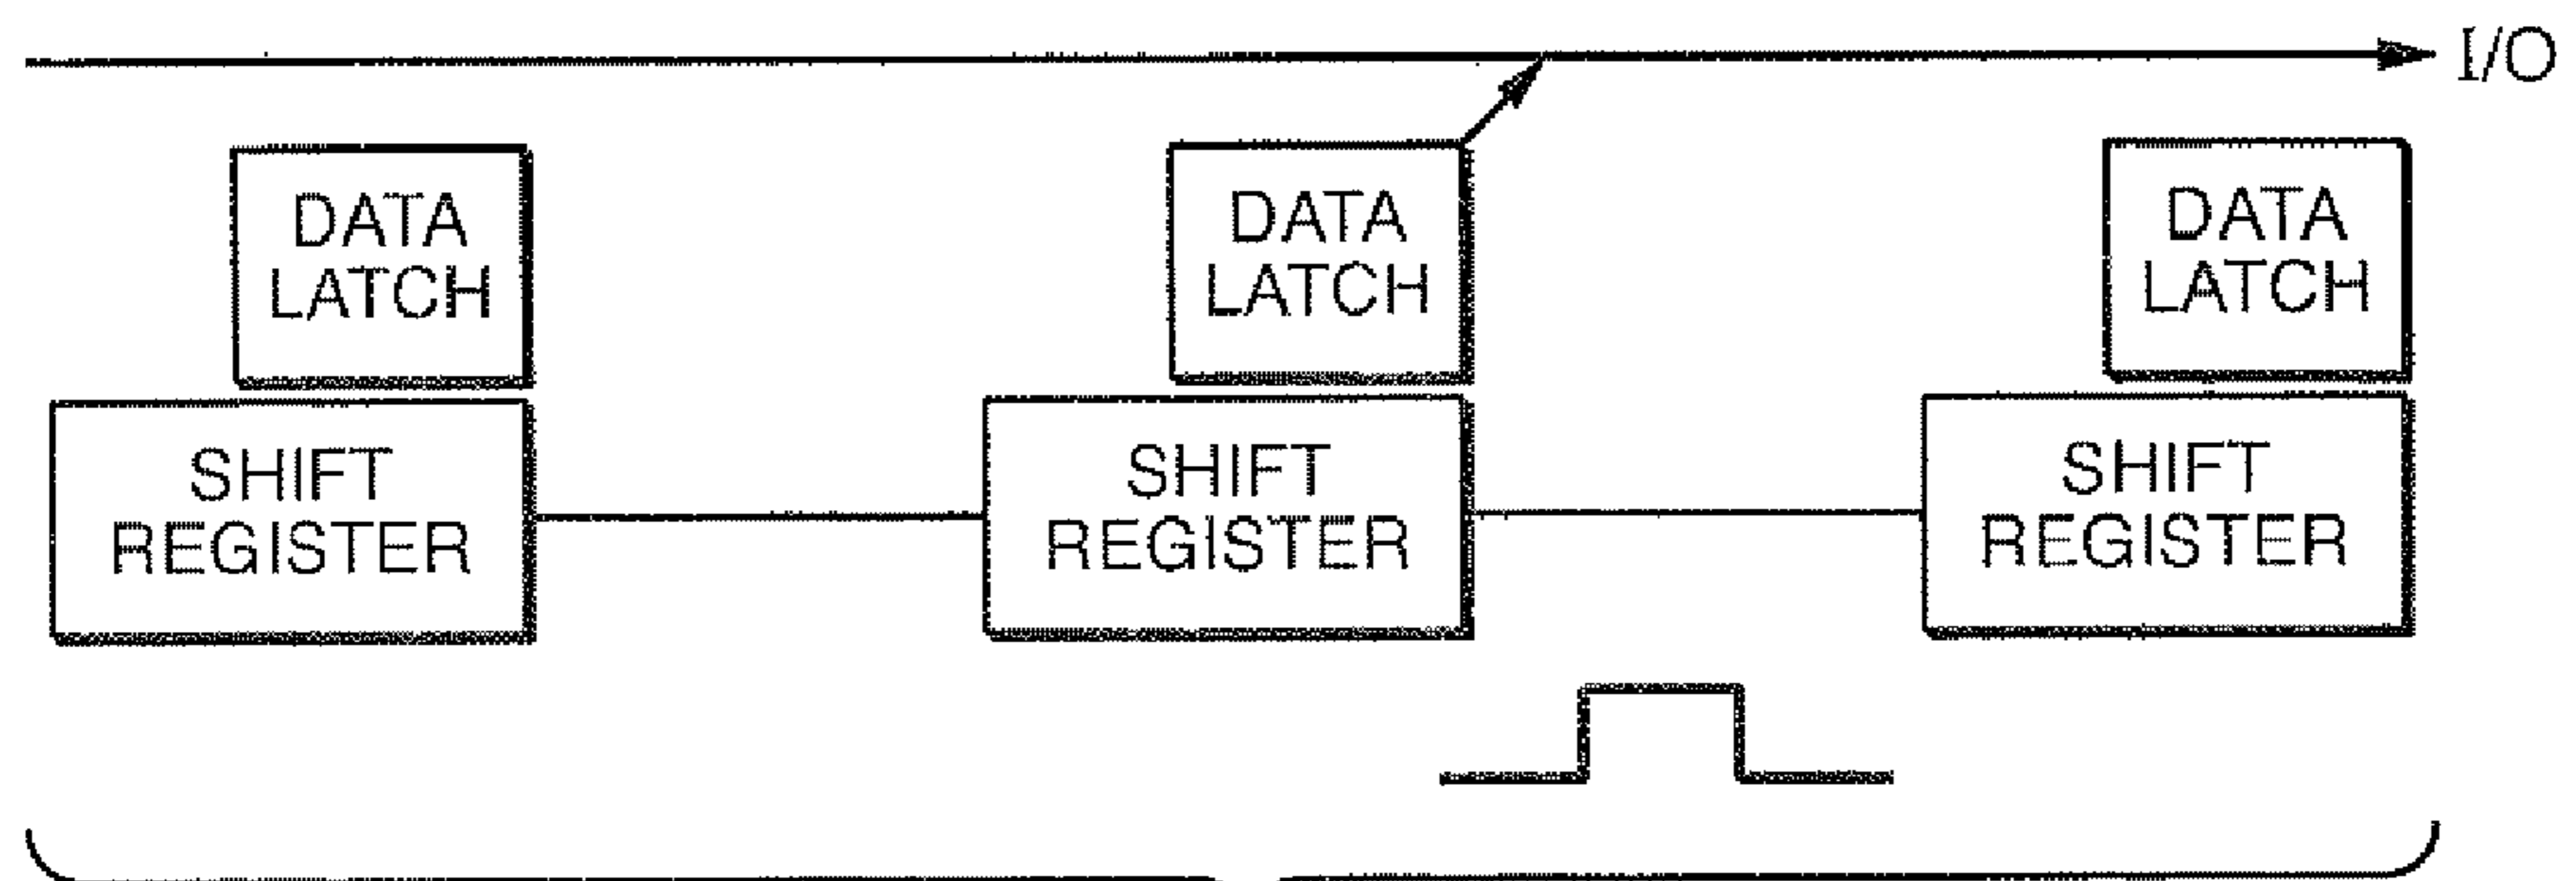 I/O
DATA
LATCH
DATA
LATCH
DATA
LATCH
SHIFT
REGISTER
SHIFT
REGISTER
SHIFT
REGISTER